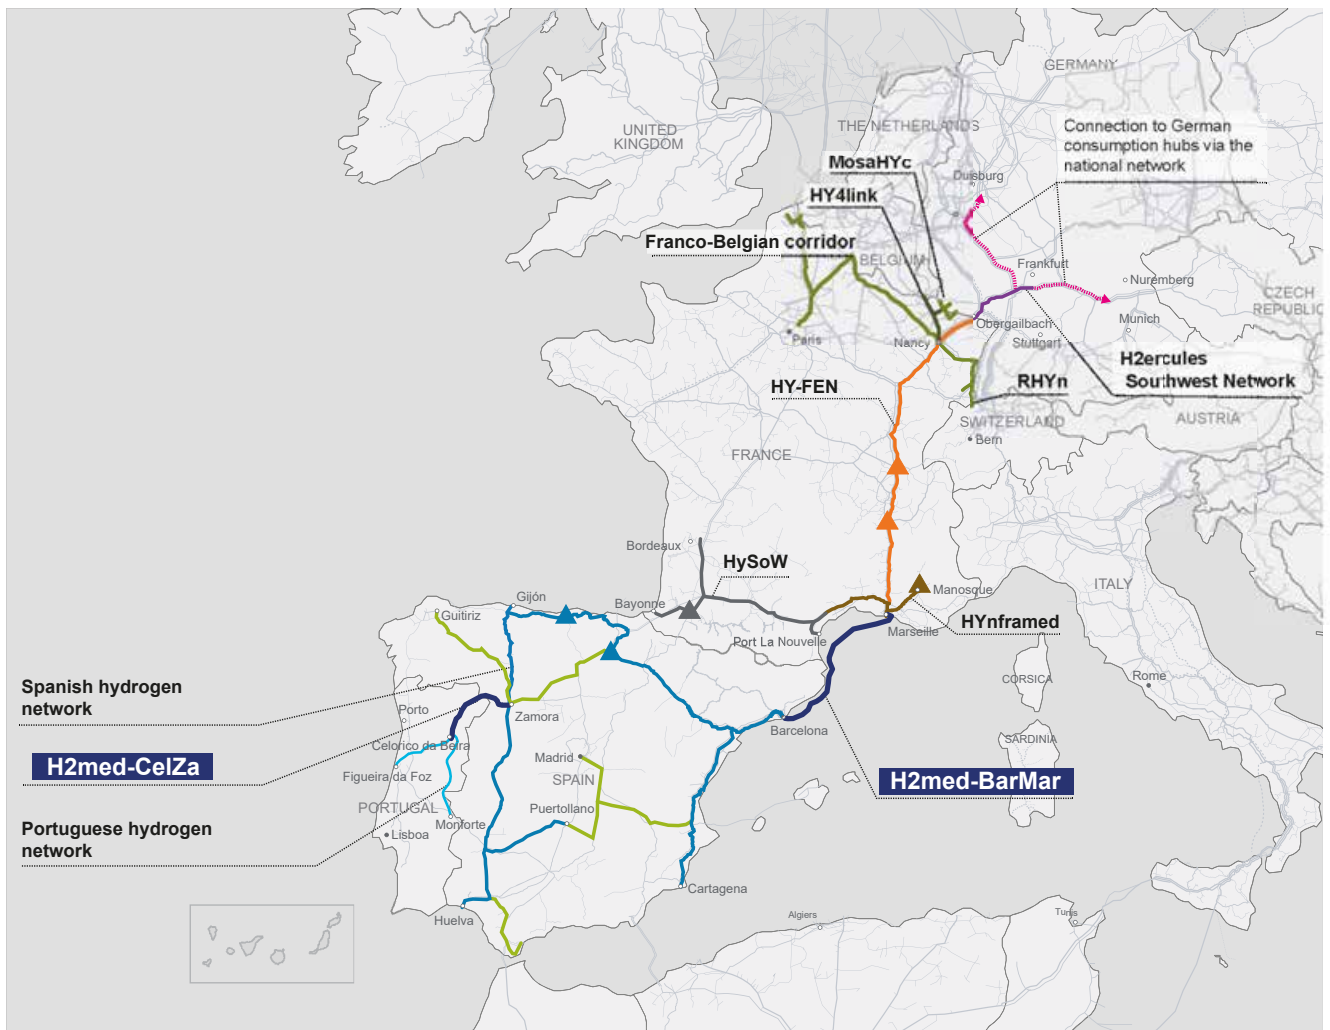 GERMANY
UNITED
KINGDOM
THE NETHERLANDS
Connection to German
consumption hubs via the
national network
MosaHYc
Duisburg
HY4link
Franco-Belgian corridor
BELGIUM
Frankfurt
Nuremberg
CZECH
REPUBLIC
Obergailbach
Munich
Paris
Nancy
Stuttgart
H2ercules
Southwest Network
HY-FEN
RHYn
SWITZERLAND
AUSTRIA
Bern
FRANCE
Bordeaux
HySoW
ITALY
Gijón
Bayonne
Manosque
Guitiriz
HYnframed
Marseille
Port La Nouvelle
CORSICA
Rome
Spanish hydrogen
network
Porto
Zamora
Barcelona
SARDINIA
Celorico da Beira
H2med-CelZa
Madrid
Figueira da Foz
SPAIN
H2med-BarMar
PORTUGAL
Puertollano
Monforte
Portuguese hydrogen
network
Lisboa
Cartagena
Huelva
Algiers
Tunis